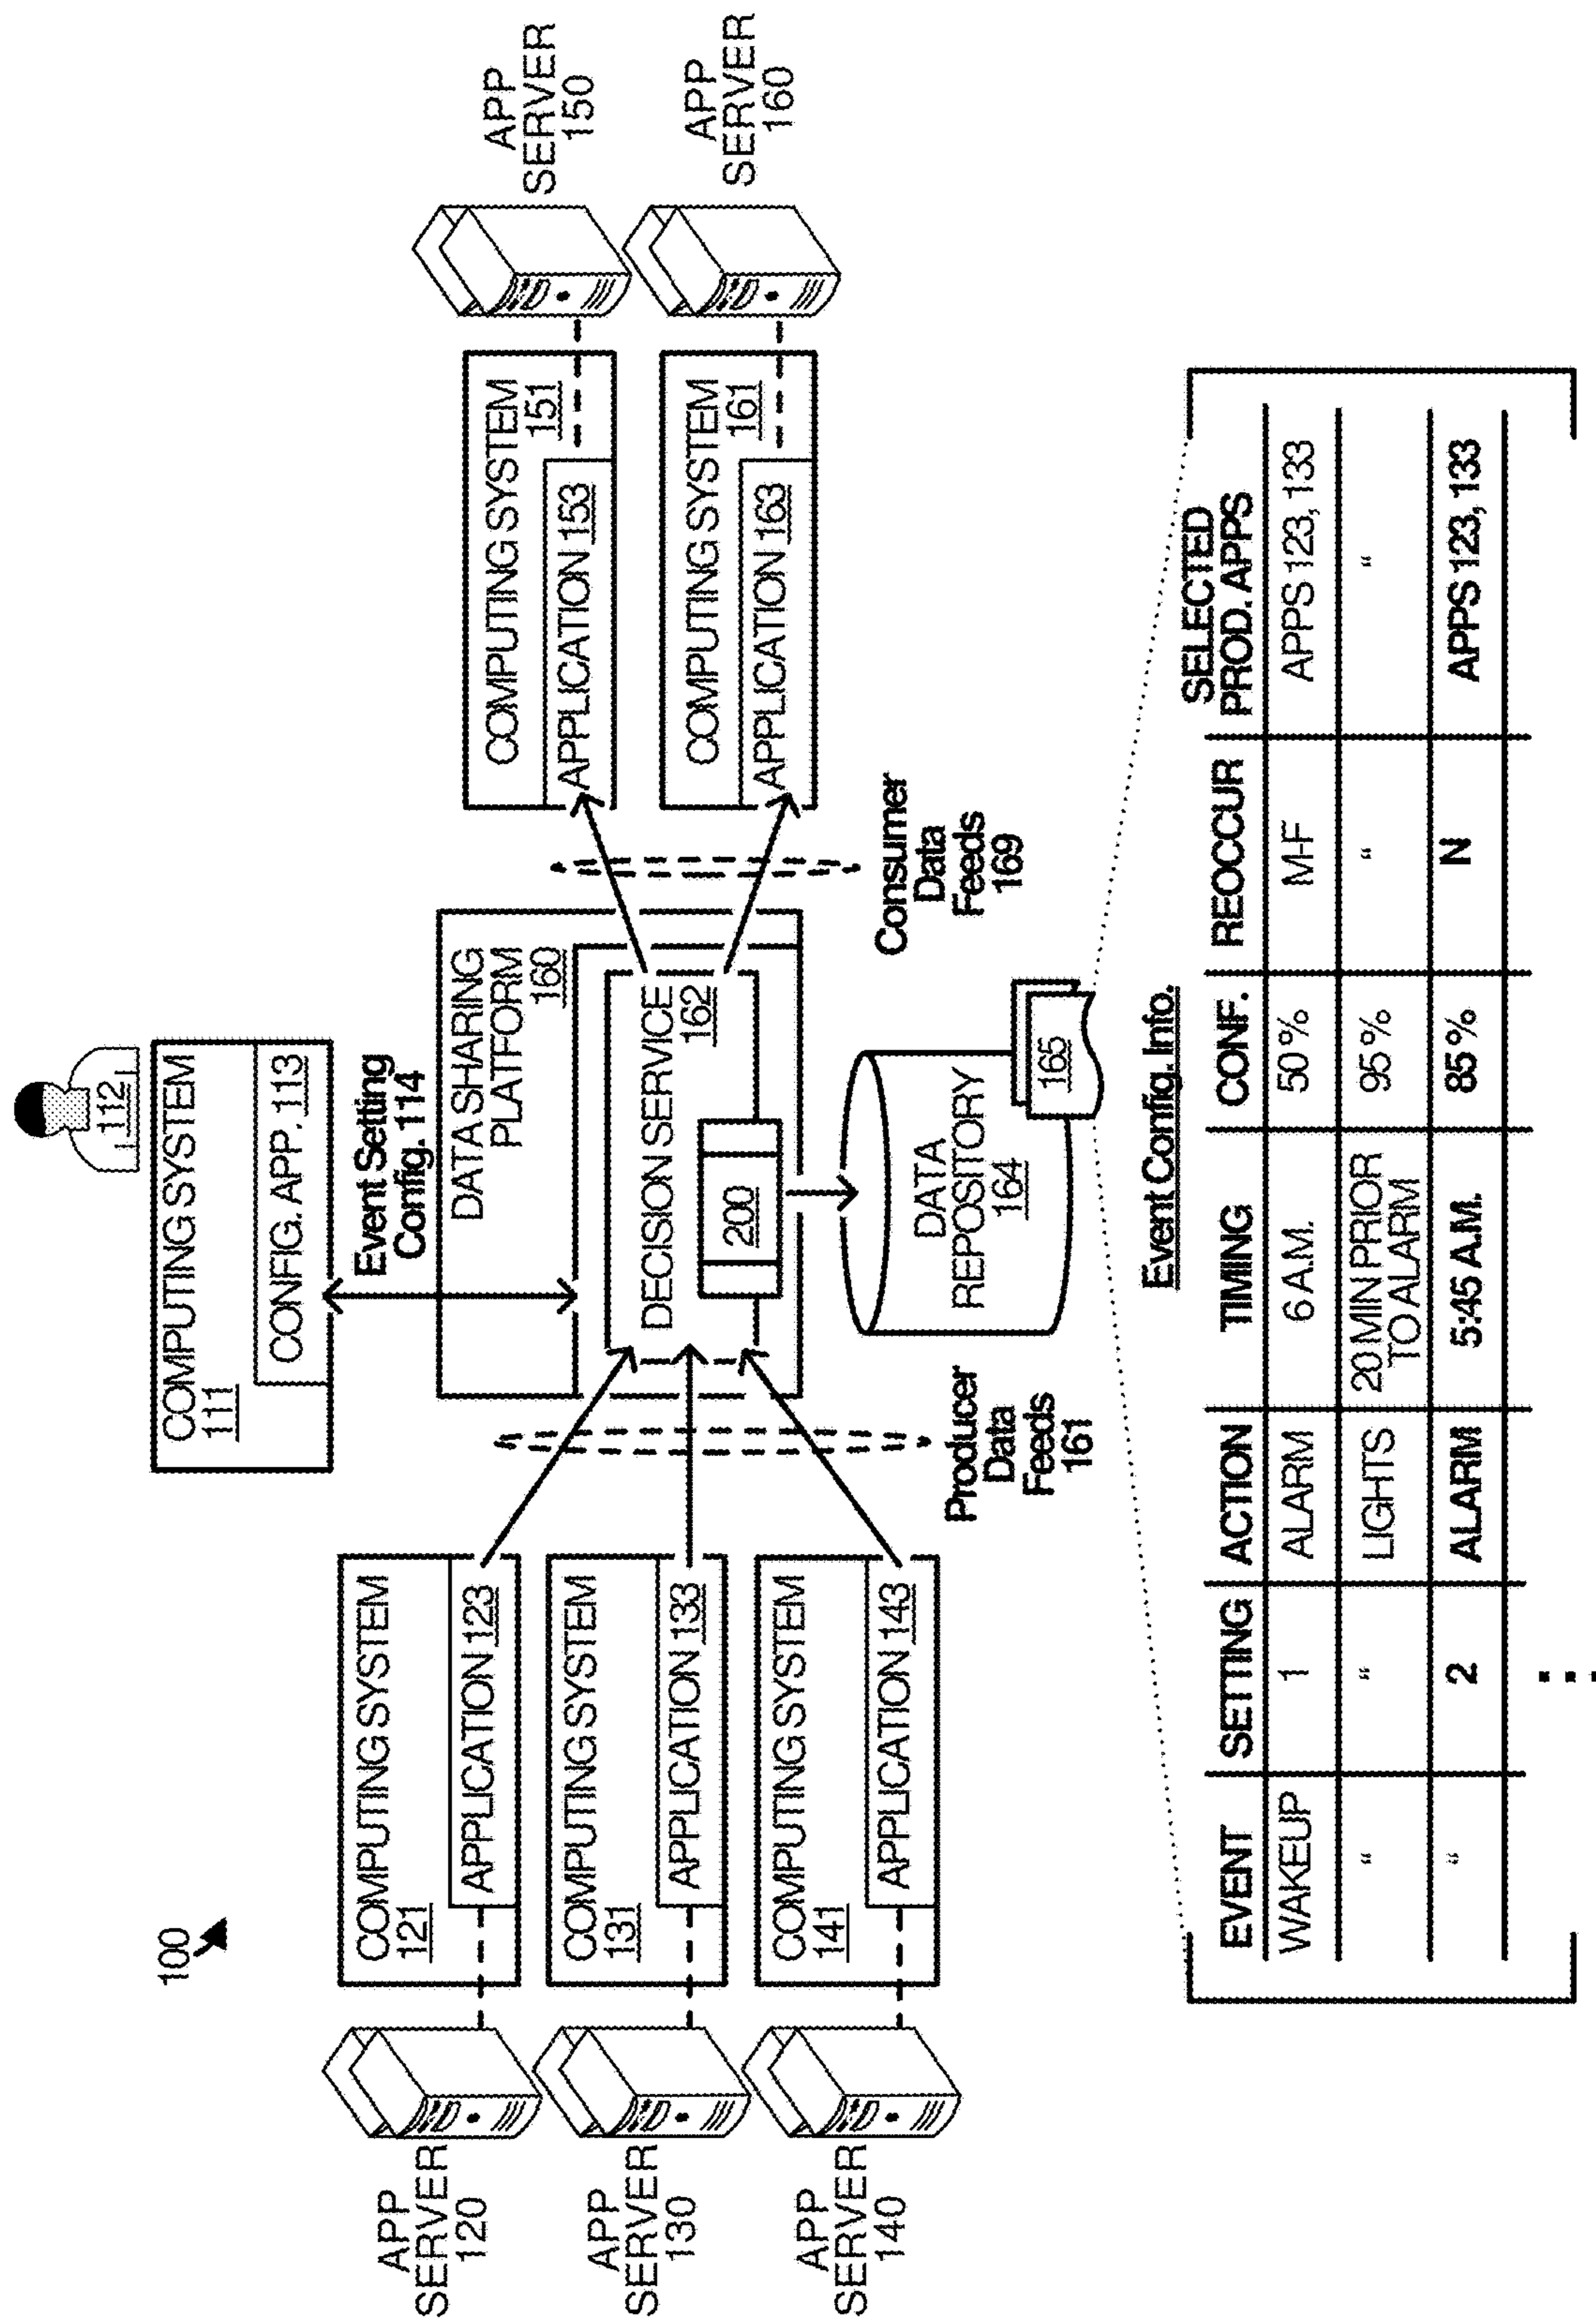 100
112
COMPUTING SYSTEM
111
CONFIG. APP. 113
Event Setting
Config. 114
APP
SERVER
120
COMPUTING SYSTEM
121
APPLICATION 123
APP
SERVER
130
COMPUTING SYSTEM
131
APPLICATION 133
APP
SERVER
140
COMPUTING SYSTEM
141
APPLICATION 143
Producer
Data
Feeds
161
DATA SHARING
PLATFORM
160
DECISION SERVICE
162
200
DATA
REPOSITORY
164
165
Consumer
Data
Feeds
169
COMPUTING SYSTEM
151
APPLICATION 153
APP
SERVER
150
COMPUTING SYSTEM
161
APPLICATION 163
APP
SERVER
160
Event Config. Info.
EVENT SETTING ACTION TIMING CONF. REOCCUR SELECTED PROD. APPS
WAKEUP 1 ALARM 6 A.M. 50% M-F APPS 123, 133
“ “ LIGHTS 20 MIN PRIOR TO ALARM 95% “ “
“ 2 ALARM 5:45 A.M. 85% N APPS 123, 133